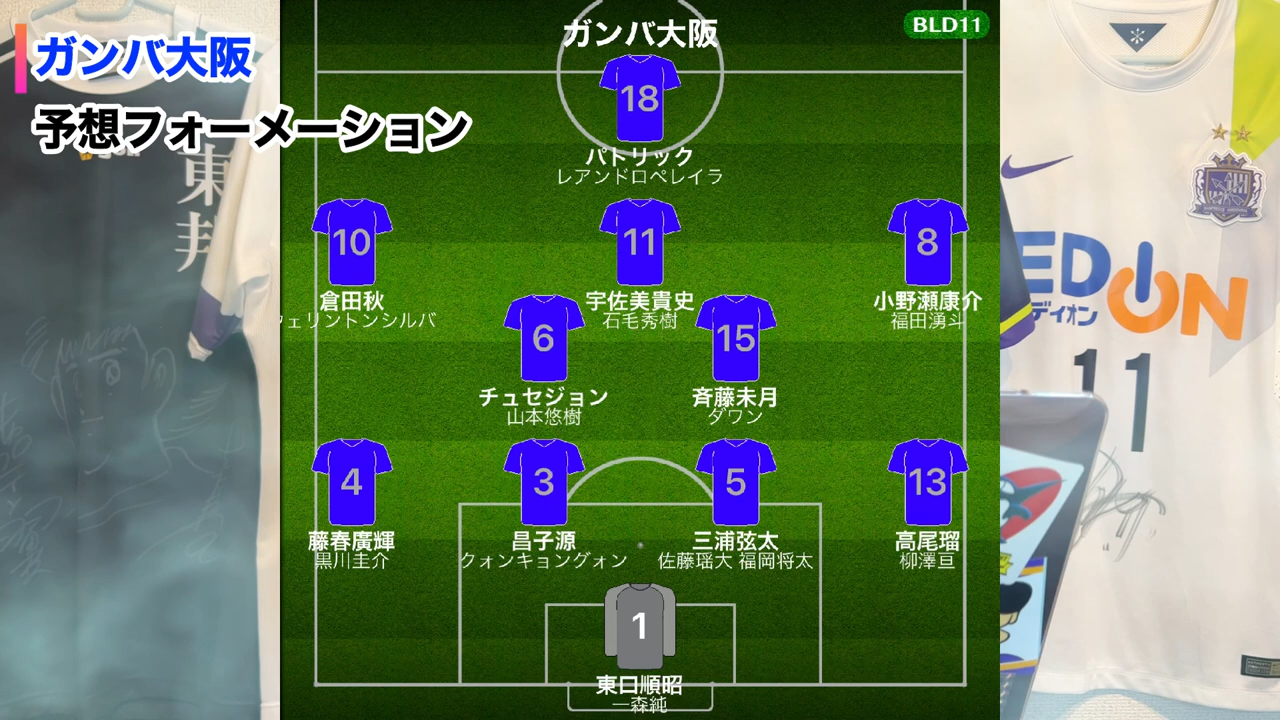 ガンバ大阪
予想フォーメーション
ガンバ大阪
BLD11
18
パトリック
レアンドロペレイラ
10
倉田秋
ウェリントンシルバ
11
宇佐美貴史
石毛秀樹
8
小野瀬康介
福田湧斗
6
チュセジョン
山本悠樹
15
斉藤未月
ダワン
4
藤春廣輝
黒川圭介
3
昌子源
クォンキョングォン
5
三浦弦太
佐藤瑶大 福岡将太
13
高尾瑠
柳澤亘
1
東口順昭
一森純
東邦
EDION
ディオン
11